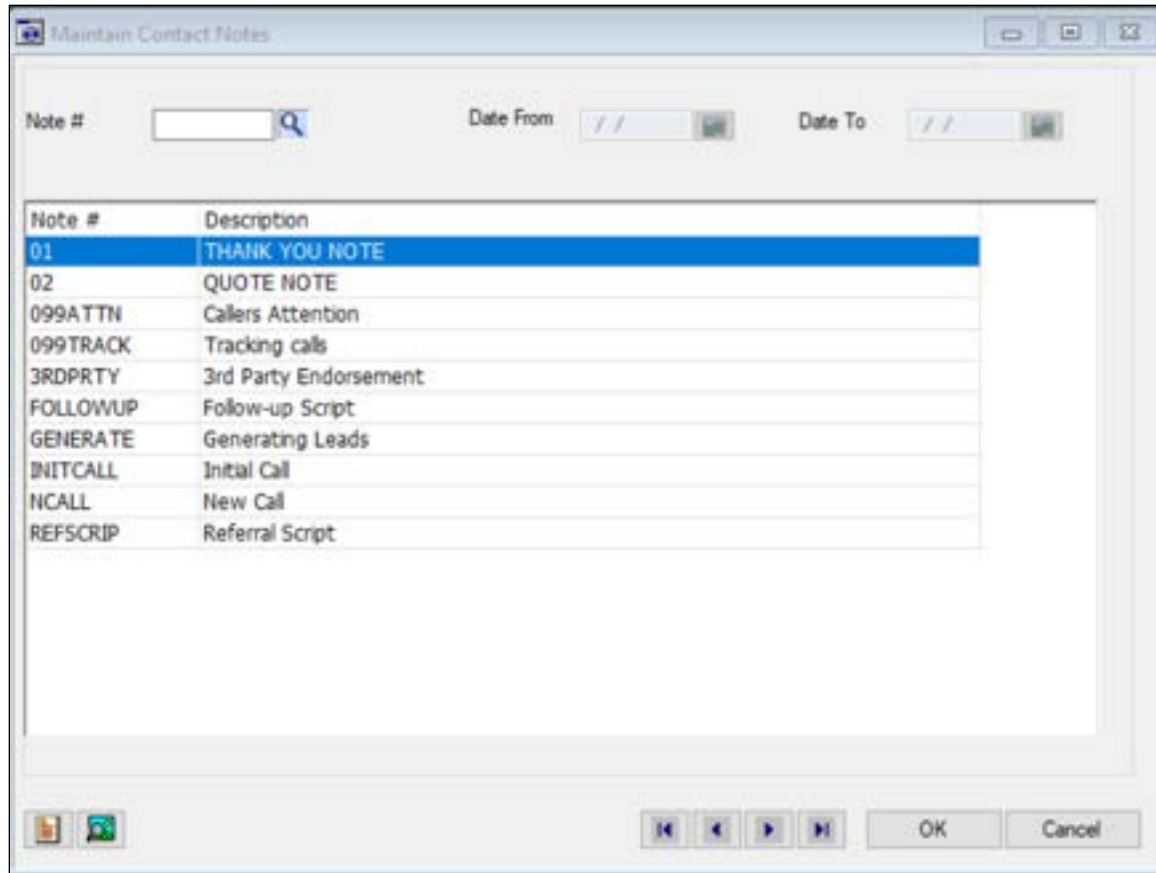 Maintain Contact Notes
Note # Date From / / Date To / /
Note # Description
01 THANK YOU NOTE
02 QUOTE NOTE
099ATTN Callers Attention
099TRACK Tracking calls
3RDPRTY 3rd Party Endorsement
FOLLOWUP Follow-up Script
GENERATE Generating Leads
INITCALL Initial Call
NCALL New Call
REFSCRIP Referral Script
OK Cancel